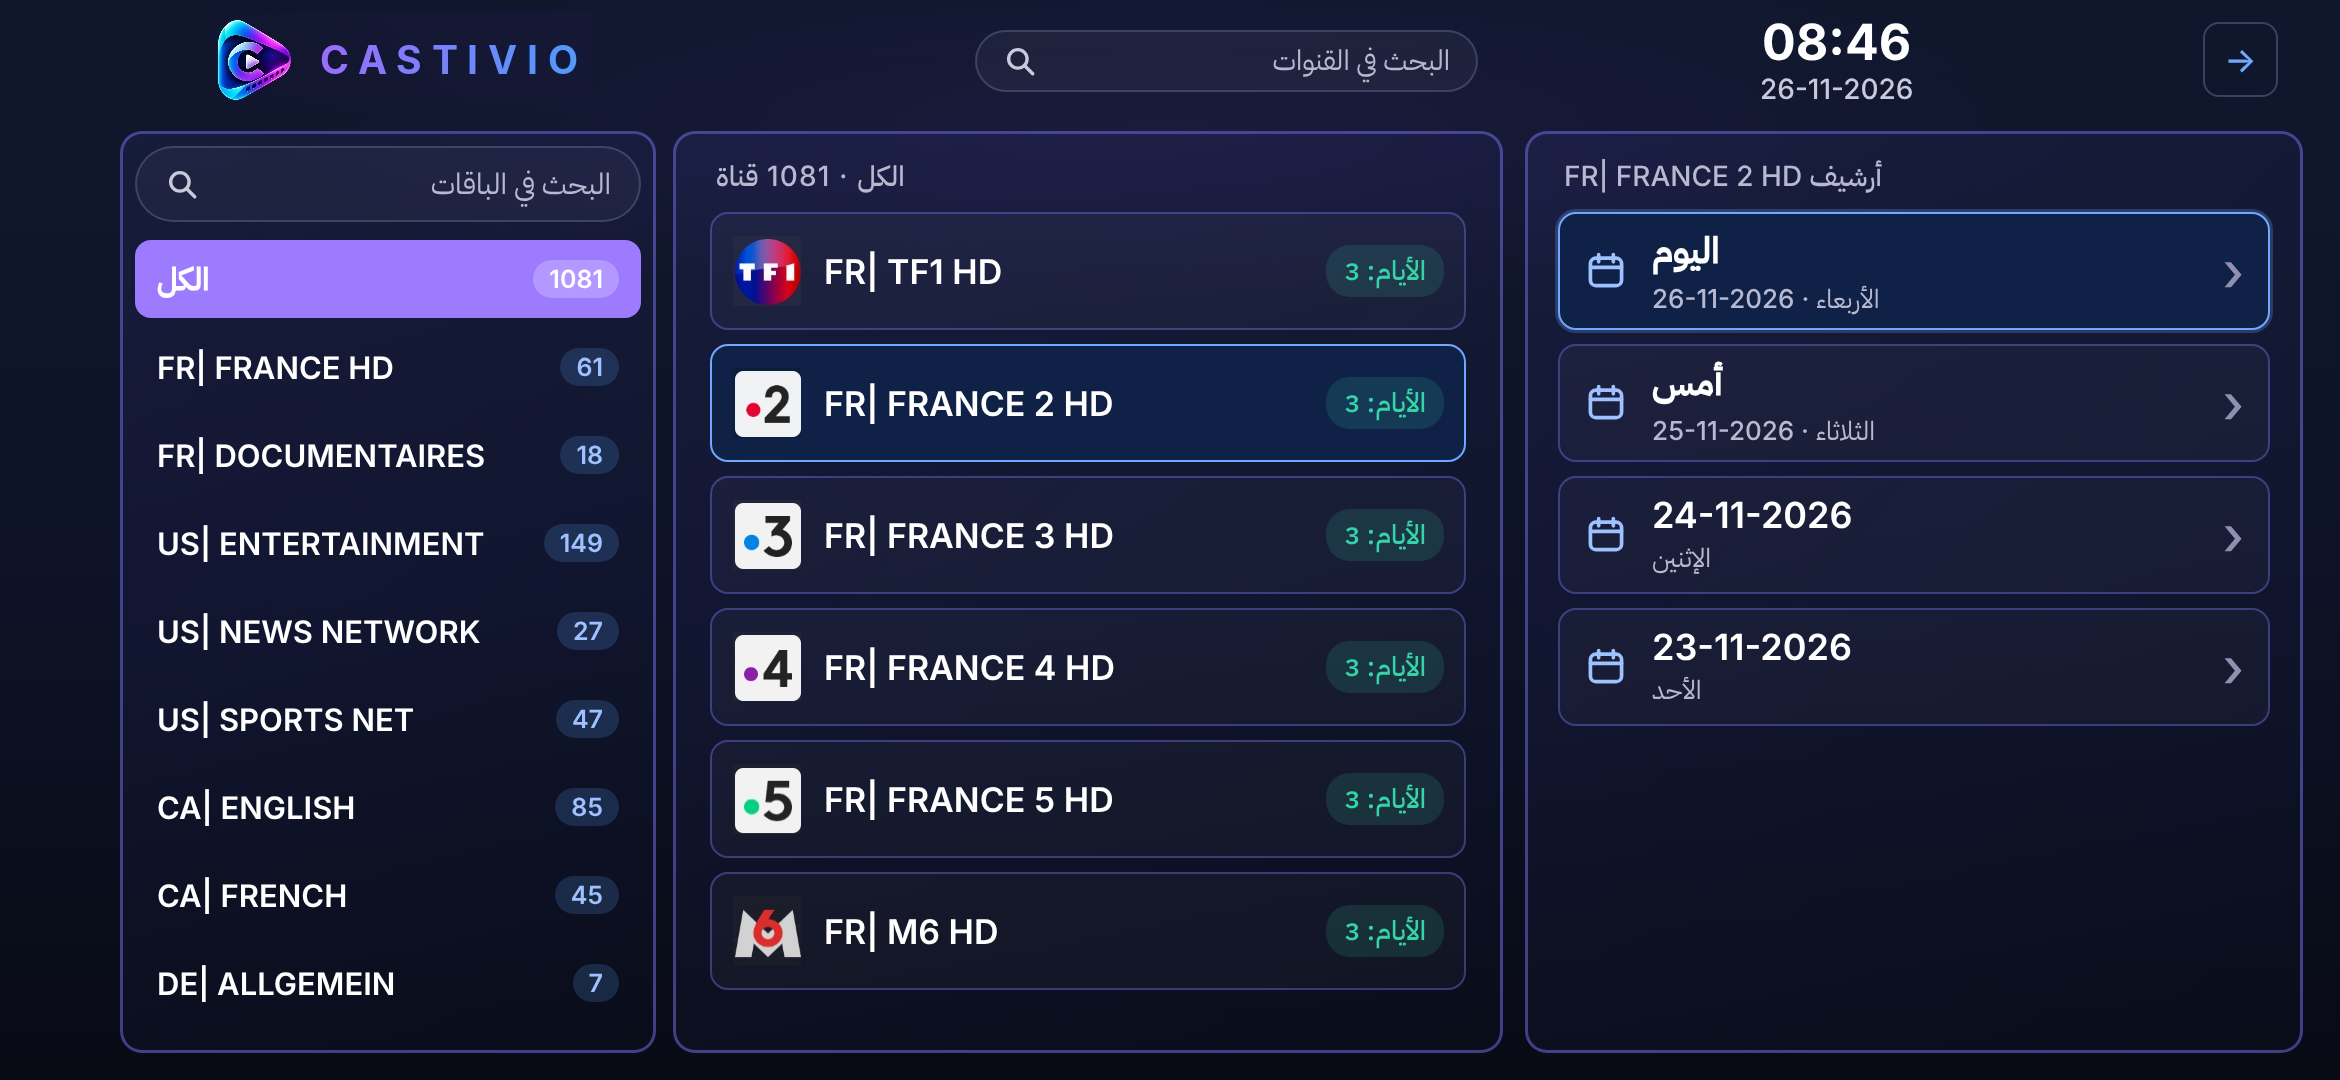 CASTIVIO
البحث في القنوات
08:46
26-11-2026
البحث في الباقات
الكل 1081
FR| FRANCE HD 61
FR| DOCUMENTAIRES 18
US| ENTERTAINMENT 149
US| NEWS NETWORK 27
US| SPORTS NET 47
CA| ENGLISH 85
CA| FRENCH 45
DE| ALLGEMEIN 7
الكل · 1081 قناة
TF1 FR| TF1 HD الأيام: 3
2 FR| FRANCE 2 HD الأيام: 3
3 FR| FRANCE 3 HD الأيام: 3
4 FR| FRANCE 4 HD الأيام: 3
5 FR| FRANCE 5 HD الأيام: 3
M6 FR| M6 HD الأيام: 3
أرشيف FR| FRANCE 2 HD
اليوم
الأربعاء · 26-11-2026
أمس
الثلاثاء · 25-11-2026
24-11-2026
الإثنين
23-11-2026
الأحد